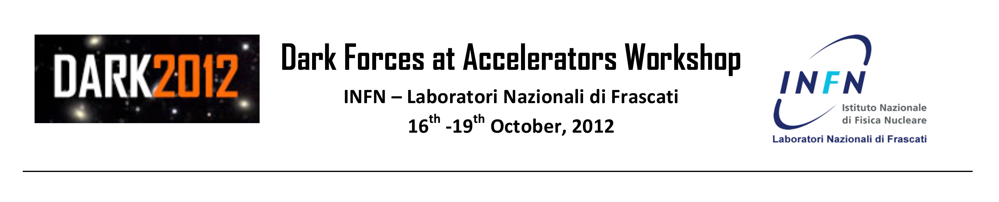 DARK2012
Dark Forces at Accelerators Workshop
INFN – Laboratori Nazionali di Frascati
16th -19th October, 2012
INFN
Istituto Nazionale
di Fisica Nucleare
Laboratori Nazionali di Frascati